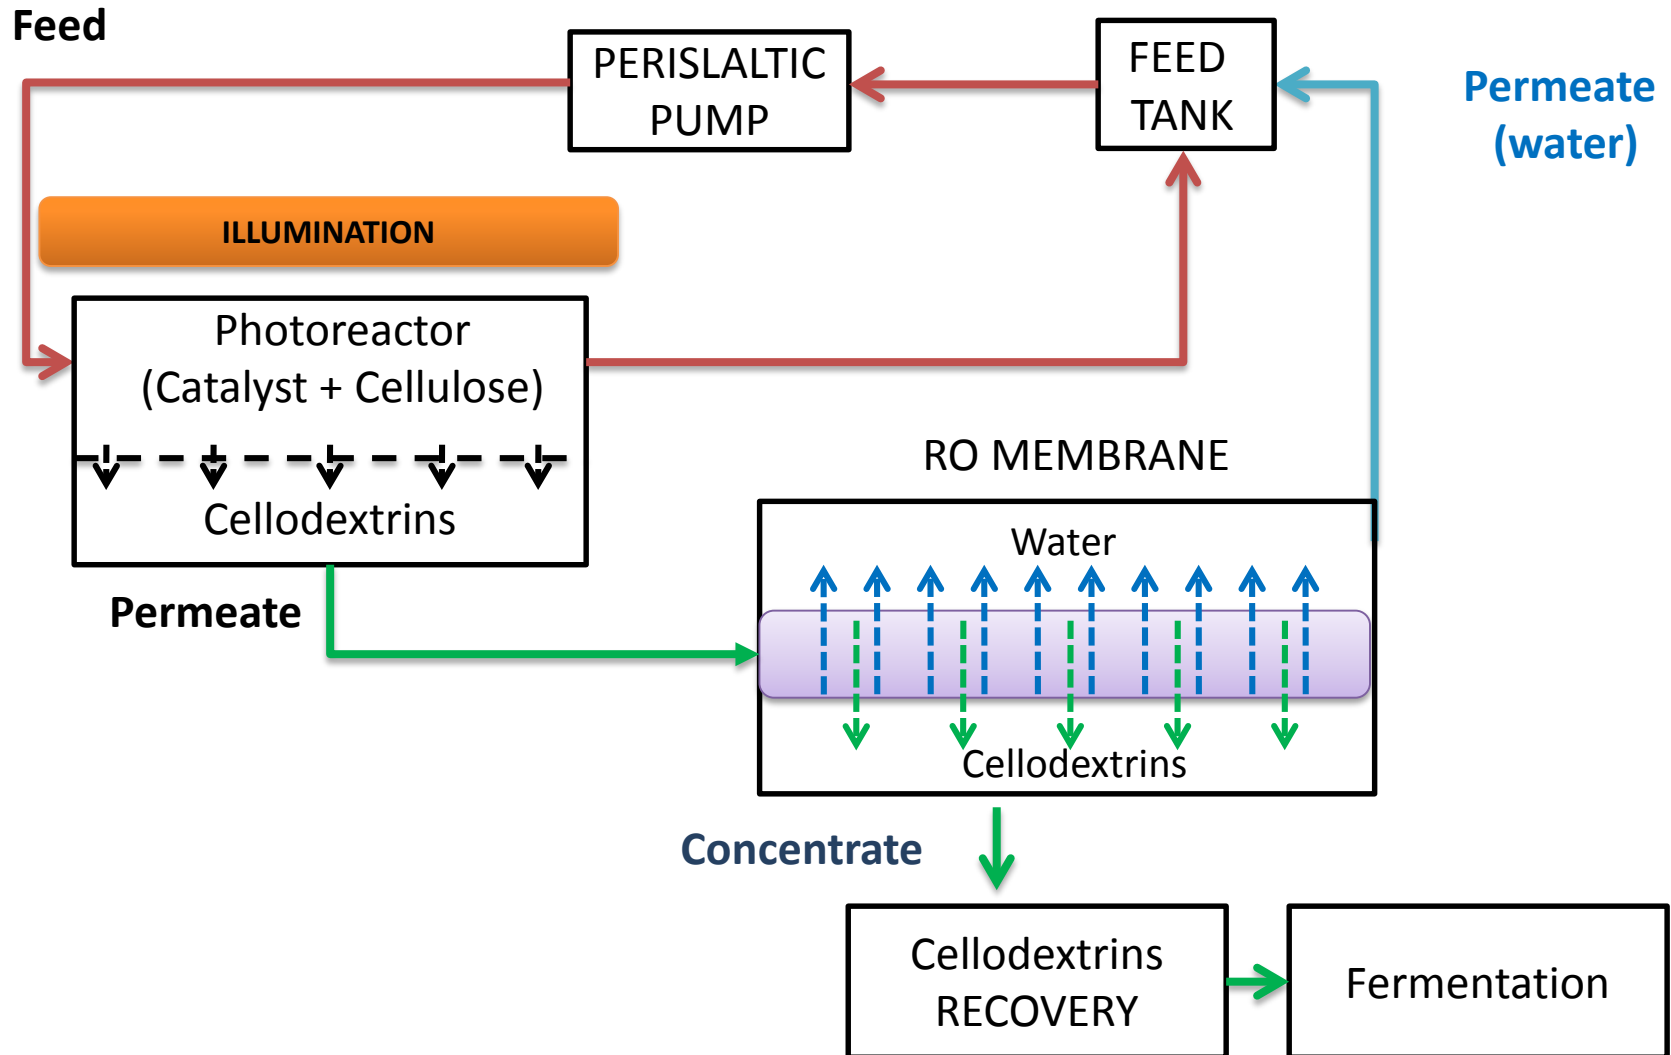 Feed
PERISLALTIC
PUMP
FEED
TANK
Permeate
(water)
ILLUMINATION
Photoreactor
(Catalyst + Cellulose)
Cellodextrins
RO MEMBRANE
Water
Permeate
Cellodextrins
Concentrate
Cellodextrins
RECOVERY
Fermentation